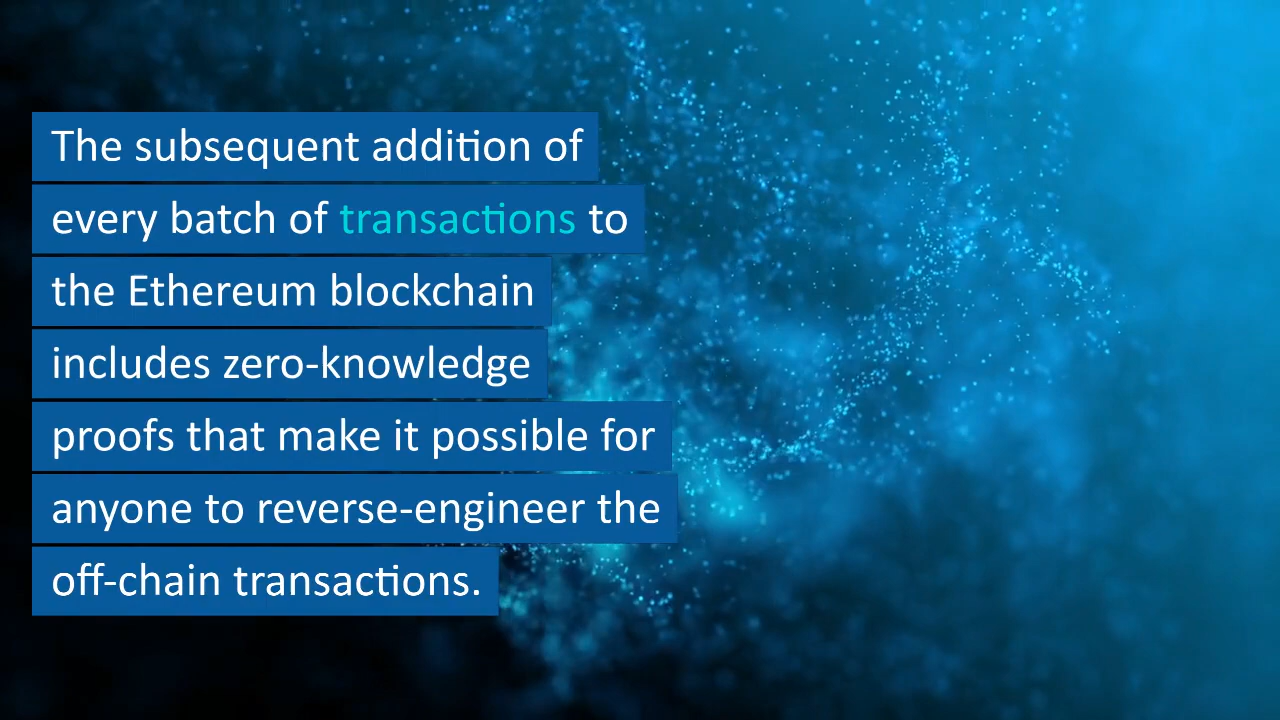 The subsequent addition of
every batch of transactions to
the Ethereum blockchain
includes zero-knowledge
proofs that make it possible for
anyone to reverse-engineer the
off-chain transactions.